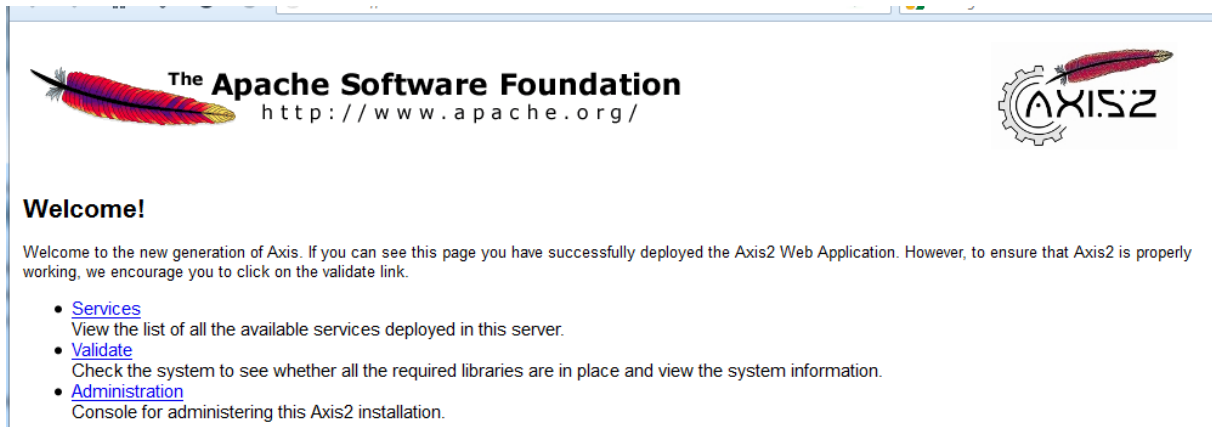 The Apache Software Foundation
http://www.apache.org/
AXIS2
Welcome!
Welcome to the new generation of Axis. If you can see this page you have successfully deployed the Axis2 Web Application. However, to ensure that Axis2 is properly
working, we encourage you to click on the validate link.
Services
View the list of all the available services deployed in this server.
Validate
Check the system to see whether all the required libraries are in place and view the system information.
Administration
Console for administering this Axis2 installation.